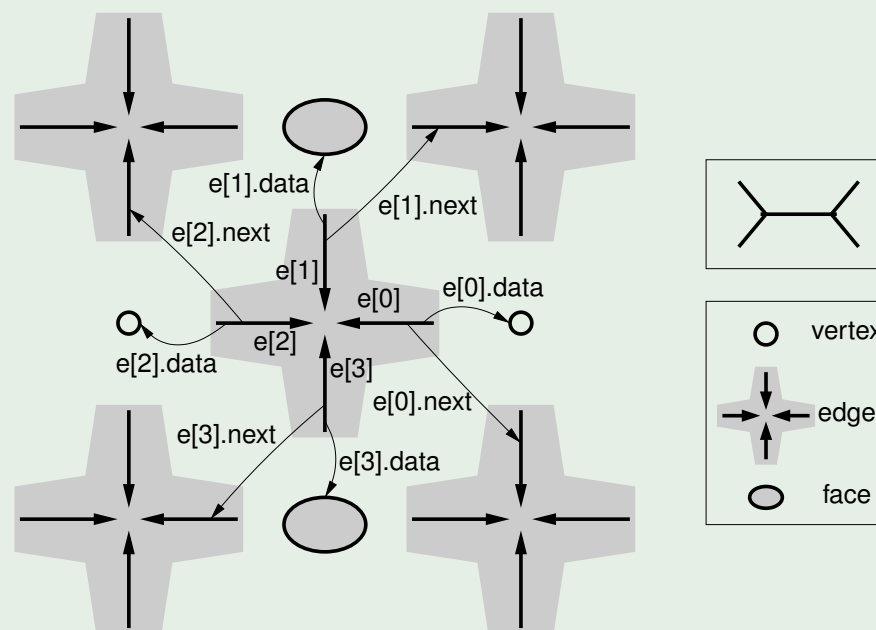 e[1].data
e[1].next
e[2].next
e[1]
e[0]
e[0].data
e[2]
e[2].data
e[3]
e[0].next
e[3].next
e[3].data
vertex
edge
face